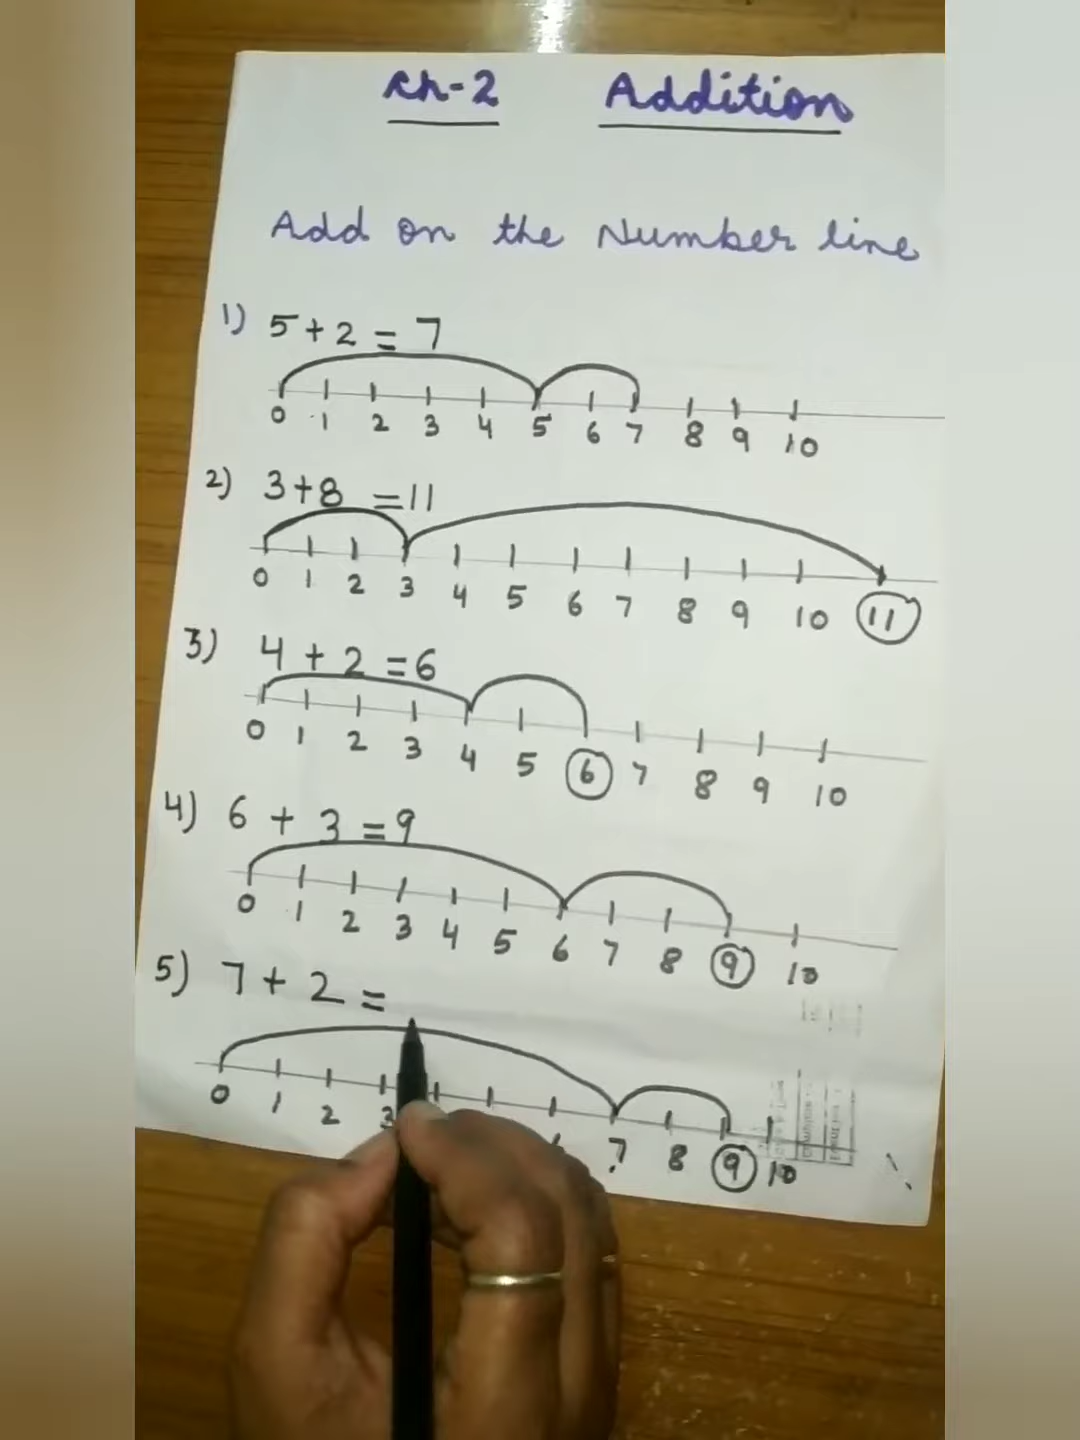 Ch-2 Addition
Add on the Number line
1) 5 + 2 = 7
0 1 2 3 4 5 6 7 8 9 10
2) 3 + 8 = 11
0 1 2 3 4 5 6 7 8 9 10 11
3) 4 + 2 = 6
0 1 2 3 4 5 6 7 8 9 10
4) 6 + 3 = 9
0 1 2 3 4 5 6 7 8 9 10
5) 7 + 2 =
0 1 2 3 7 8 9 10